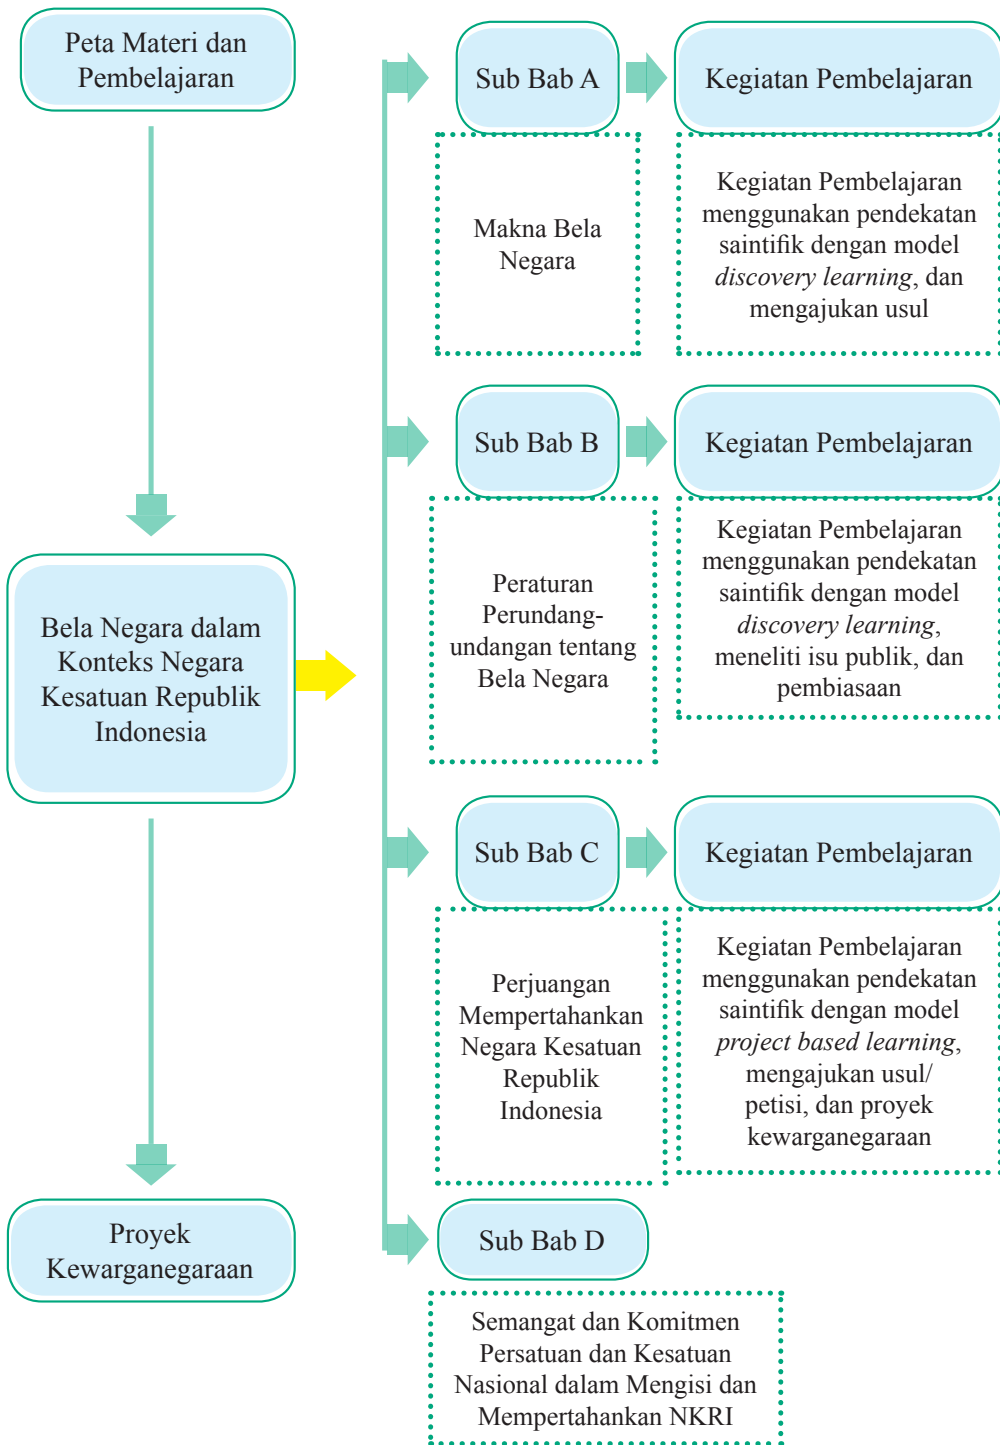 Peta Materi dan
Pembelajaran
Bela Negara dalam
Konteks Negara
Kesatuan Republik
Indonesia
Proyek
Kewarganegaraan
Sub Bab A
Makna Bela
Negara
Kegiatan Pembelajaran
Kegiatan Pembelajaran
menggunakan pendekatan
saintifik dengan model
discovery learning, dan
mengajukan usul
Sub Bab B
Peraturan
Perundang-
undangan tentang
Bela Negara
Kegiatan Pembelajaran
Kegiatan Pembelajaran
menggunakan pendekatan
saintifik dengan model
discovery learning,
meneliti isu publik, dan
pembiasaan
Sub Bab C
Perjuangan
Mempertahankan
Negara Kesatuan
Republik
Indonesia
Kegiatan Pembelajaran
Kegiatan Pembelajaran
menggunakan pendekatan
saintifik dengan model
project based learning,
mengajukan usul/
petisi, dan proyek
kewarganegaraan
Sub Bab D
Semangat dan Komitmen
Persatuan dan Kesatuan
Nasional dalam Mengisi dan
Mempertahankan NKRI